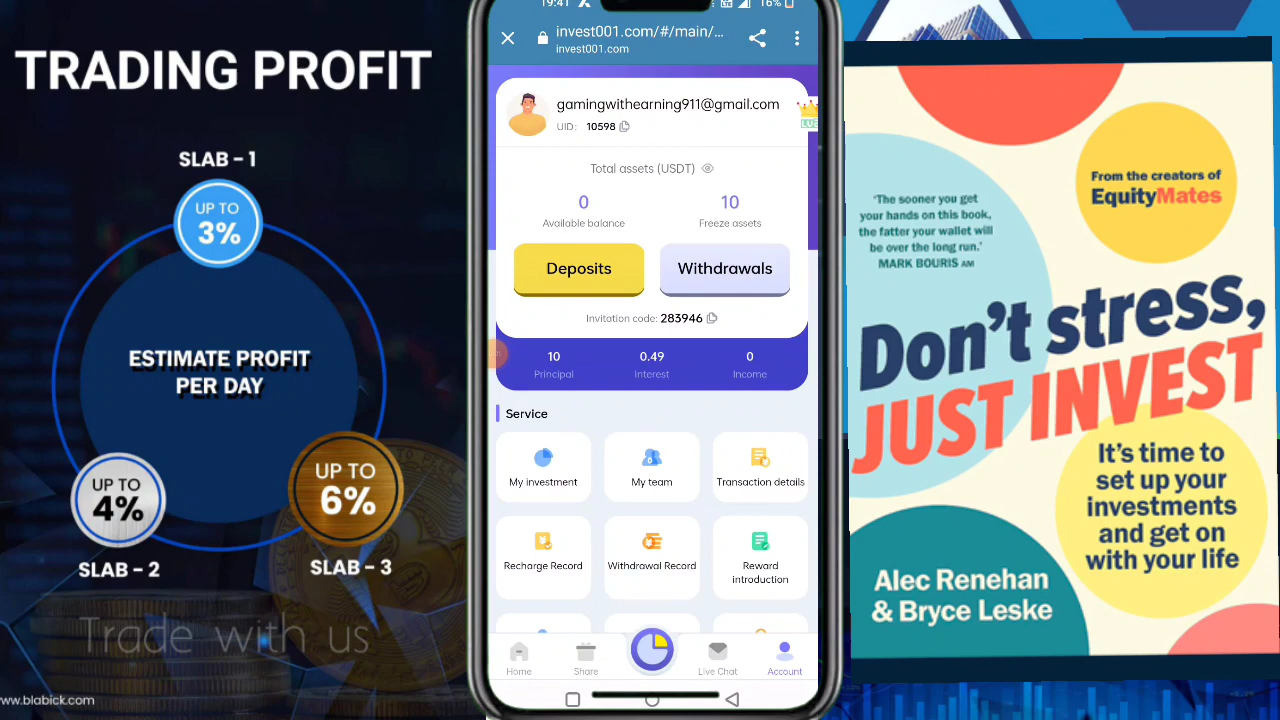 TRADING PROFIT
SLAB – 1
UP TO
3%
ESTIMATE PROFIT
PER DAY
UP TO
4%
SLAB – 2
UP TO
6%
SLAB – 3
Trade with us
www.blabick.com
19:41
16%
invest001.com/#/main/...
invest001.com
gamingwithearning911@gmail.com
UID: 10598
Total assets (USDT)
0
Available balance
10
Freeze assets
Deposits
Withdrawals
Invitation code: 283946
10
Principal
0.49
Interest
0
Income
Service
My investment
My team
Transaction details
Recharge Record
Withdrawal Record
Reward
introduction
Home
Share
Live Chat
Account
From the creators of
EquityMates
'The sooner you get
your hands on this book,
the fatter your wallet will
be over the long run.'
MARK BOURIS AM
Don't stress,
JUST INVEST
It's time to
set up your
investments
and get on
with your life
Alec Renehan
& Bryce Leske